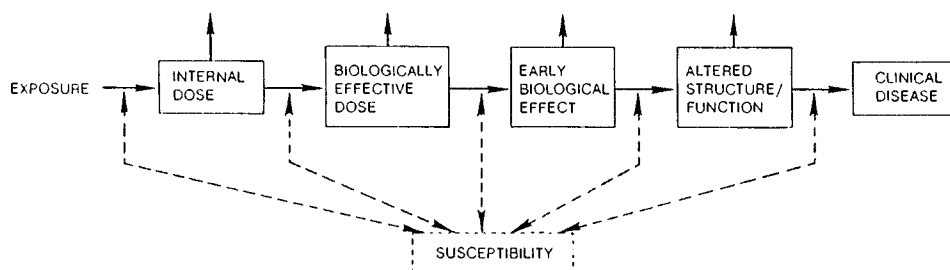 EXPOSURE
INTERNAL
DOSE
BIOLOGICALLY
EFFECTIVE
DOSE
EARLY
BIOLOGICAL
EFFECT
ALTERED
STRUCTURE/
FUNCTION
CLINICAL
DISEASE
SUSCEPTIBILITY